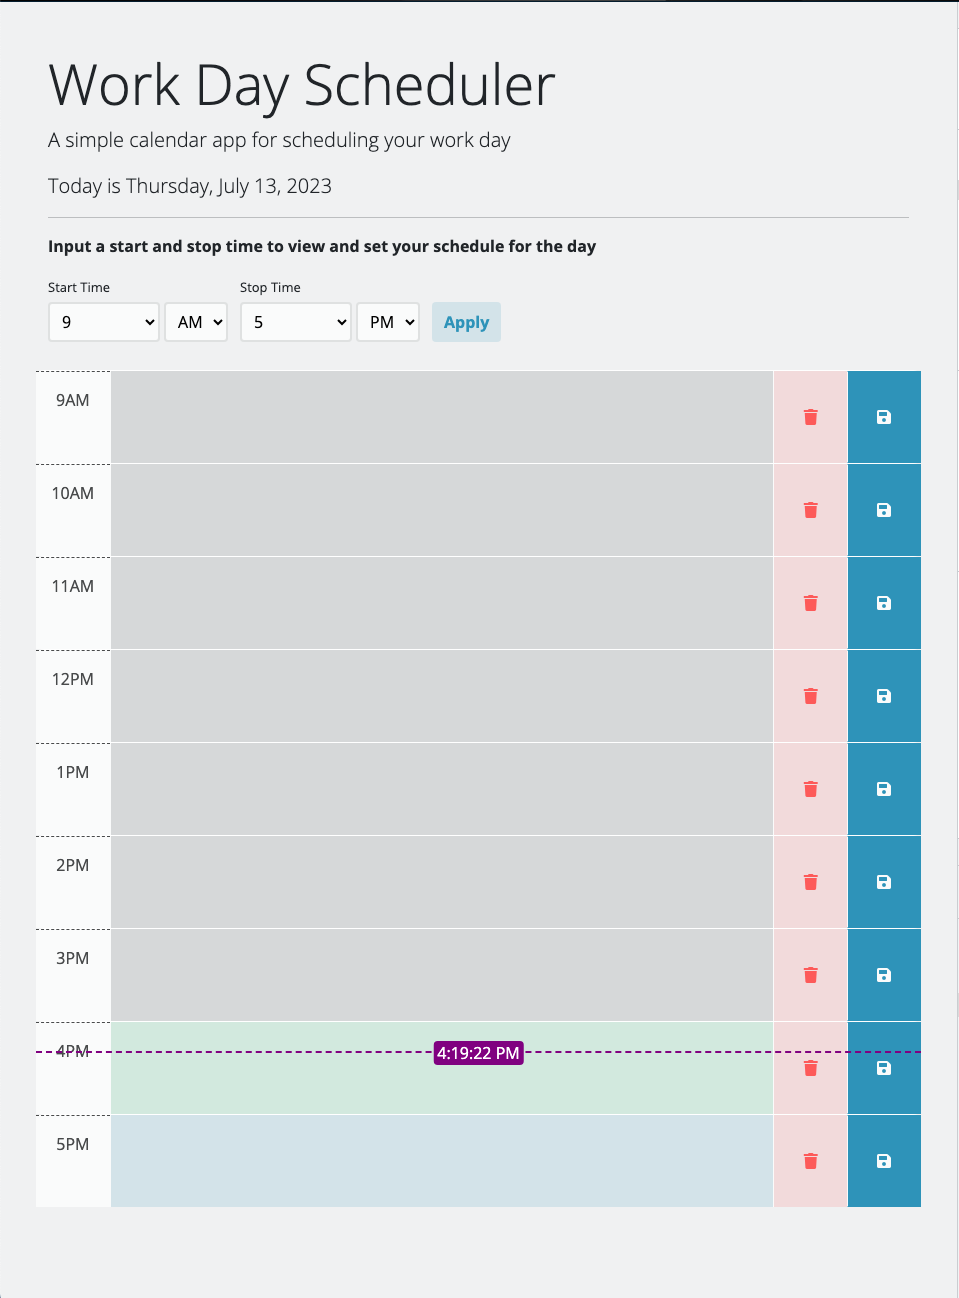 Work Day Scheduler
A simple calendar app for scheduling your work day
Today is Thursday, July 13, 2023
Input a start and stop time to view and set your schedule for the day
Start Time Stop Time
9 AM 5 PM Apply
9AM
10AM
11AM
12PM
1PM
2PM
3PM
4PM 4:19:22 PM
5PM